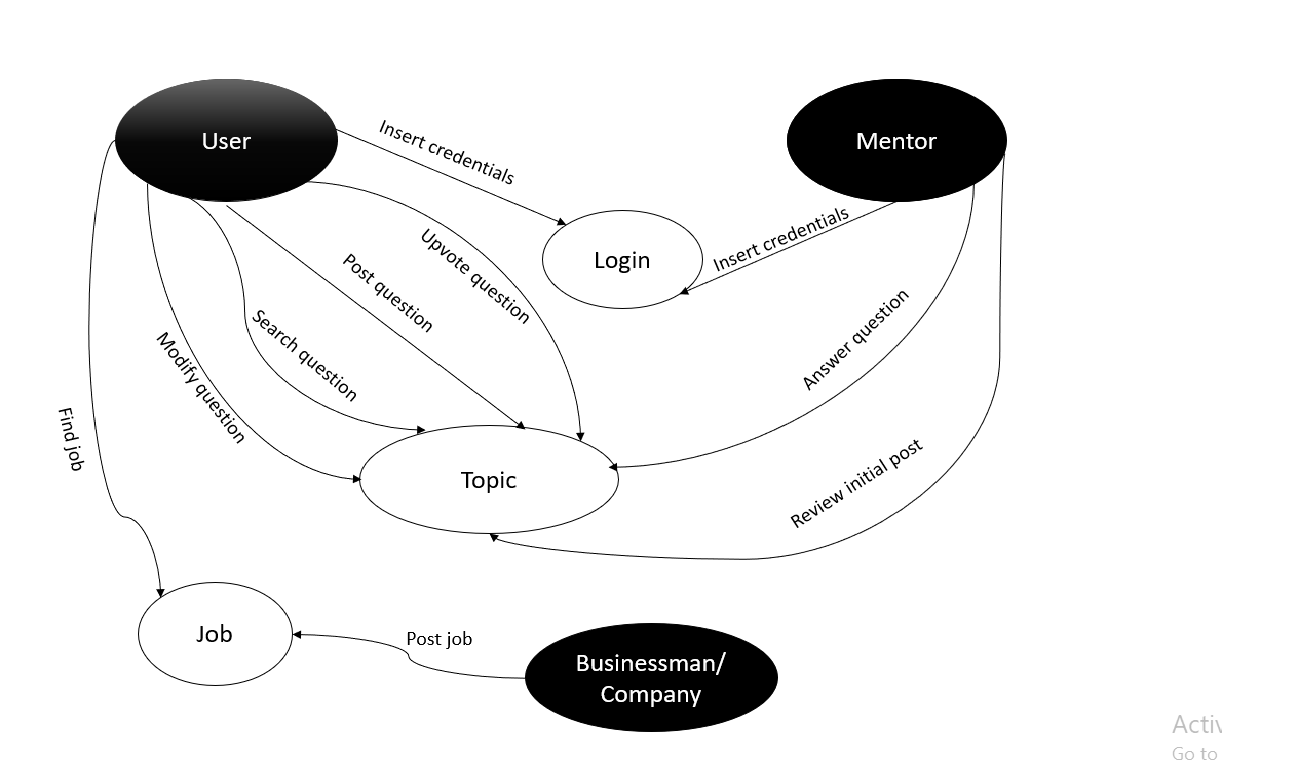 User
Mentor
Insert credentials
Insert credentials
Login
Upvote question
Post question
Search question
Modify question
Answer question
Find job
Review initial post
Topic
Job
Post job
Businessman/
Company
Activ
Go to